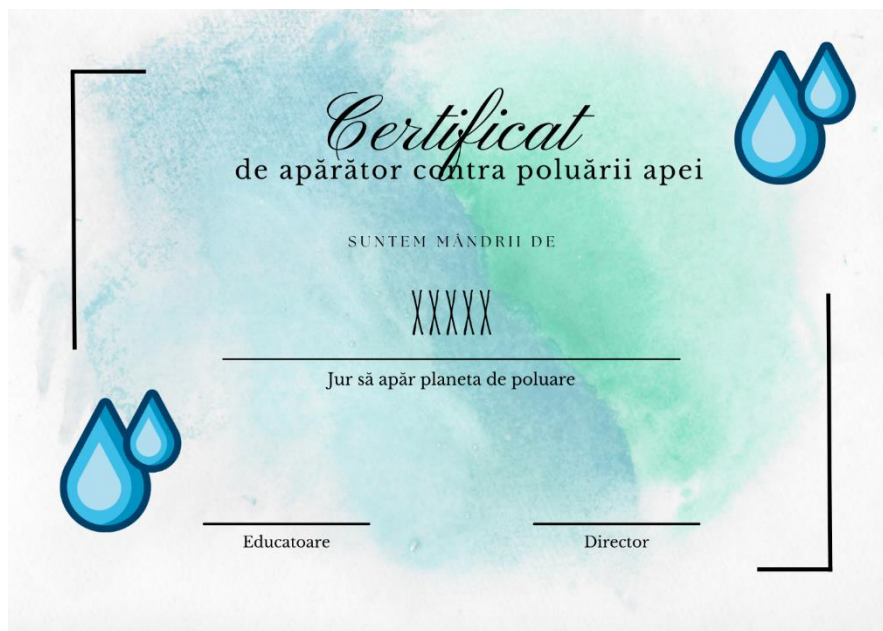 Certificat
de apărător contra poluării apei
SUNTEM MÂNDRII DE
XXXXX
Jur să apăr planeta de poluare
Educatoare
Director